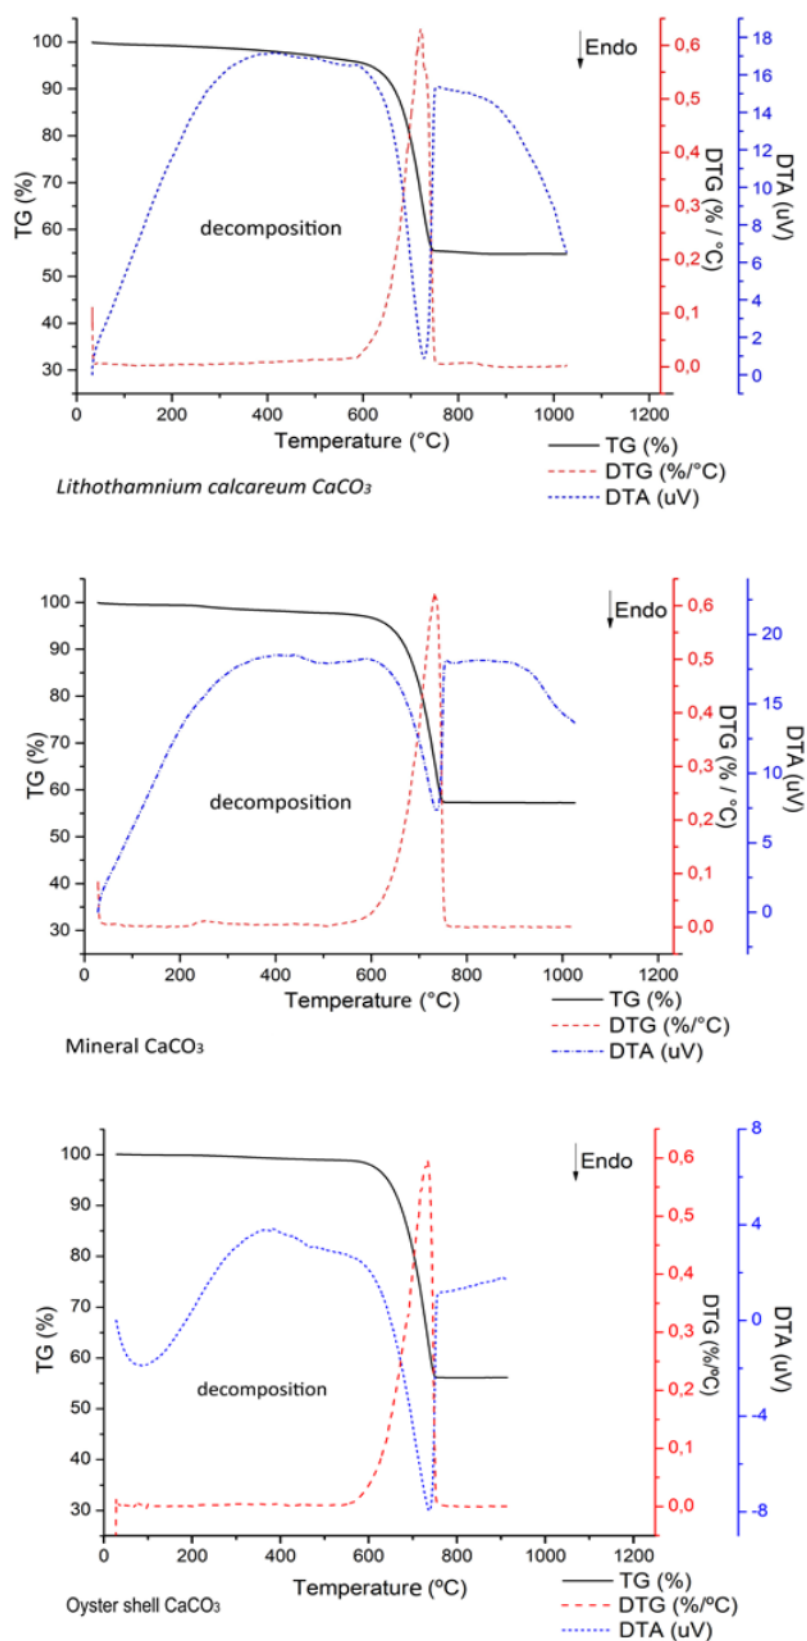 Endo
TG (%)
100
90
80
70
60
50
40
30
decomposition
DTG (% / °C)
0,6
0,5
0,4
0,3
0,2
0,1
0,0
DTA (uV)
18
16
14
12
10
8
6
4
2
0
0 200 400 600 800 1000 1200
Temperature (°C)
TG (%)
DTG (%/°C)
DTA (uV)
Lithothamnium calcareum CaCO3
Endo
TG (%)
100
90
80
70
60
50
40
30
decomposition
DTG (% / °C)
0,6
0,5
0,4
0,3
0,2
0,1
0,0
DTA (uV)
20
15
10
5
0
0 200 400 600 800 1000 1200
Temperature (°C)
TG (%)
DTG (%/°C)
DTA (uV)
Mineral CaCO3
Endo
TG (%)
100
90
80
70
60
50
40
30
decomposition
DTG (%/ºC)
0,6
0,5
0,4
0,3
0,2
0,1
0,0
DTA (uV)
8
4
0
-4
-8
0 200 400 600 800 1000 1200
Temperature (ºC)
TG (%)
DTG (%/ºC)
DTA (uV)
Oyster shell CaCO3